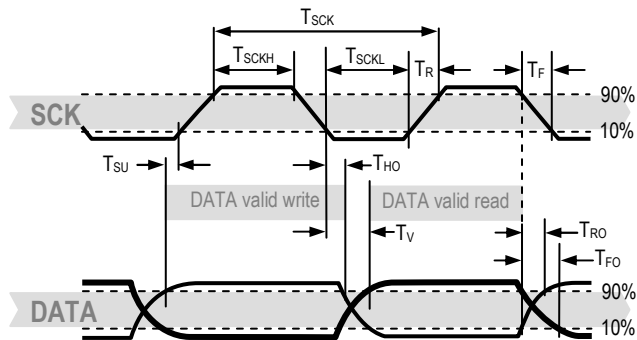 TSCK
TSCKH
TSCKL
TR
TF
90%
SCK
10%
TSU
THO
DATA valid write
DATA valid read
TV
TRO
TFO
90%
DATA
10%